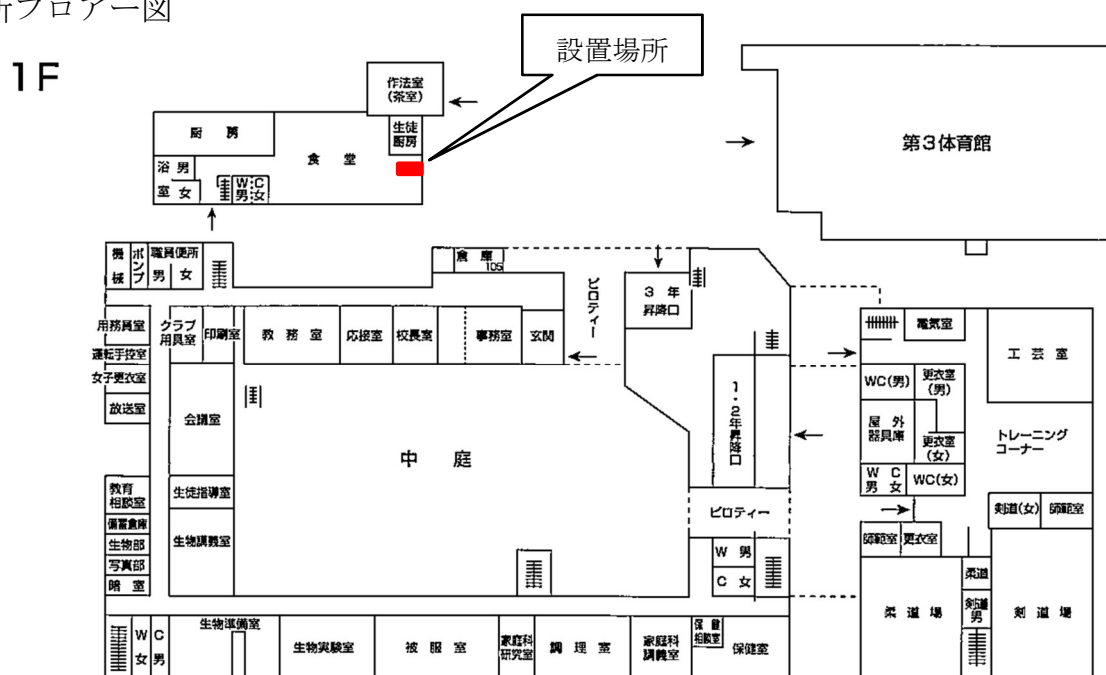 所フロアー図
1F
設置場所
作法室
(茶室)
厨房
食堂
生徒
厨房
浴室
男
女
W C
男 女
第3体育館
機械
ポンプ
職員便所
男 女
倉庫
105
ピロティー
3年
昇降口
用務員室
クラブ
用具室
印刷室
教務室
応接室
校長室
事務室
玄関
運転手控室
女子更衣室
放送室
会議室
中庭
1・2年昇降口
電気室
工芸室
WC(男)
更衣室
(男)
屋外
器具庫
更衣室
(女)
トレーニング
コーナー
W C
男 女
WC(女)
教育
相談室
生徒指導室
備蓄倉庫
生物部
生物講義室
写真部
暗室
ピロティー
W 男
C 女
剣道(女)
師範室
師範室
更衣室
柔道
剣道
男
柔道場
剣道場
W C
女 男
生物準備室
生物実験室
被服室
家庭科
研究室
調理室
家庭科
講義室
保健
相談室
保健室